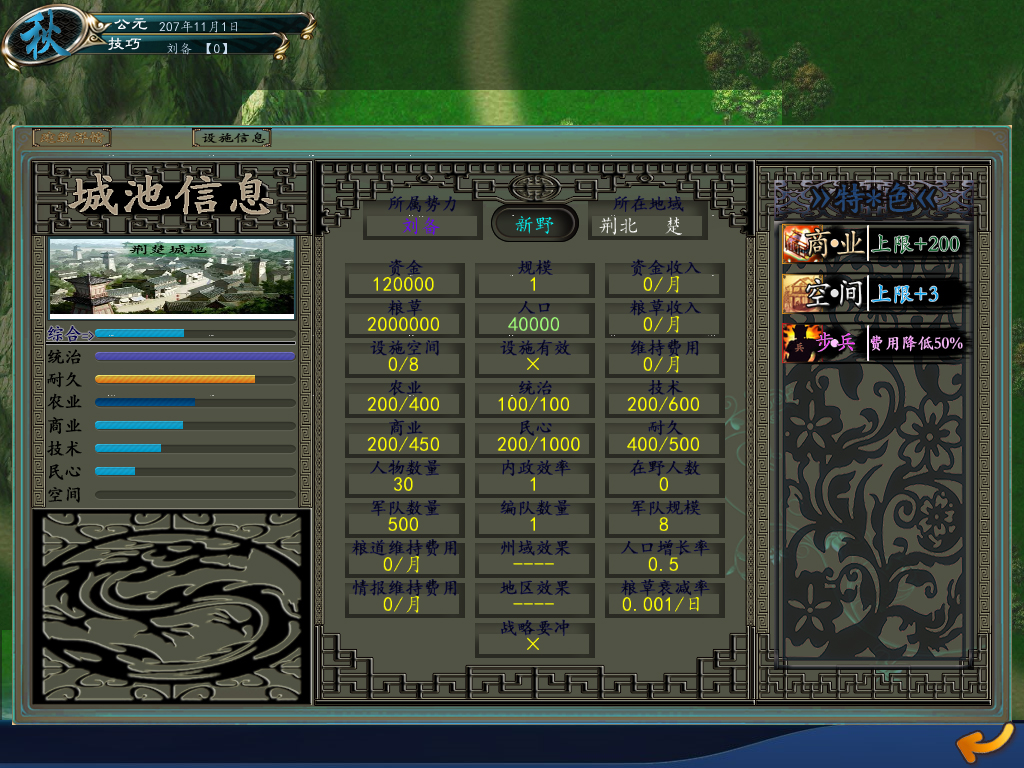 秋
公元 207年11月1日
技巧 刘备 【0】
设施信息
城池信息
荆楚城池
综合=>
统治
耐久
农业
商业
技术
民心
空间
所属势力
刘备
新野
所在地域
荆北 楚
资金 规模 资金收入
120000 1 0/月
粮草 人口 粮草收入
2000000 40000 0/月
设施空间 设施有效 维持费用
0/8 × 0/月
农业 统治 技术
200/400 100/100 200/600
商业 民心 耐久
200/450 200/1000 400/500
人物数量 内政效率 在野人数
30 1 0
军队数量 编队数量 军队规模
500 1 8
粮道维持费用 州域效果 人口增长率
0/月 ---- 0.5
情报维持费用 地区效果 粮草衰减率
0/月 ---- 0.001/日
战略要冲
×
》特*色《
商•业 上限+200
空•间 上限+3
兵 步•兵 费用降低50%